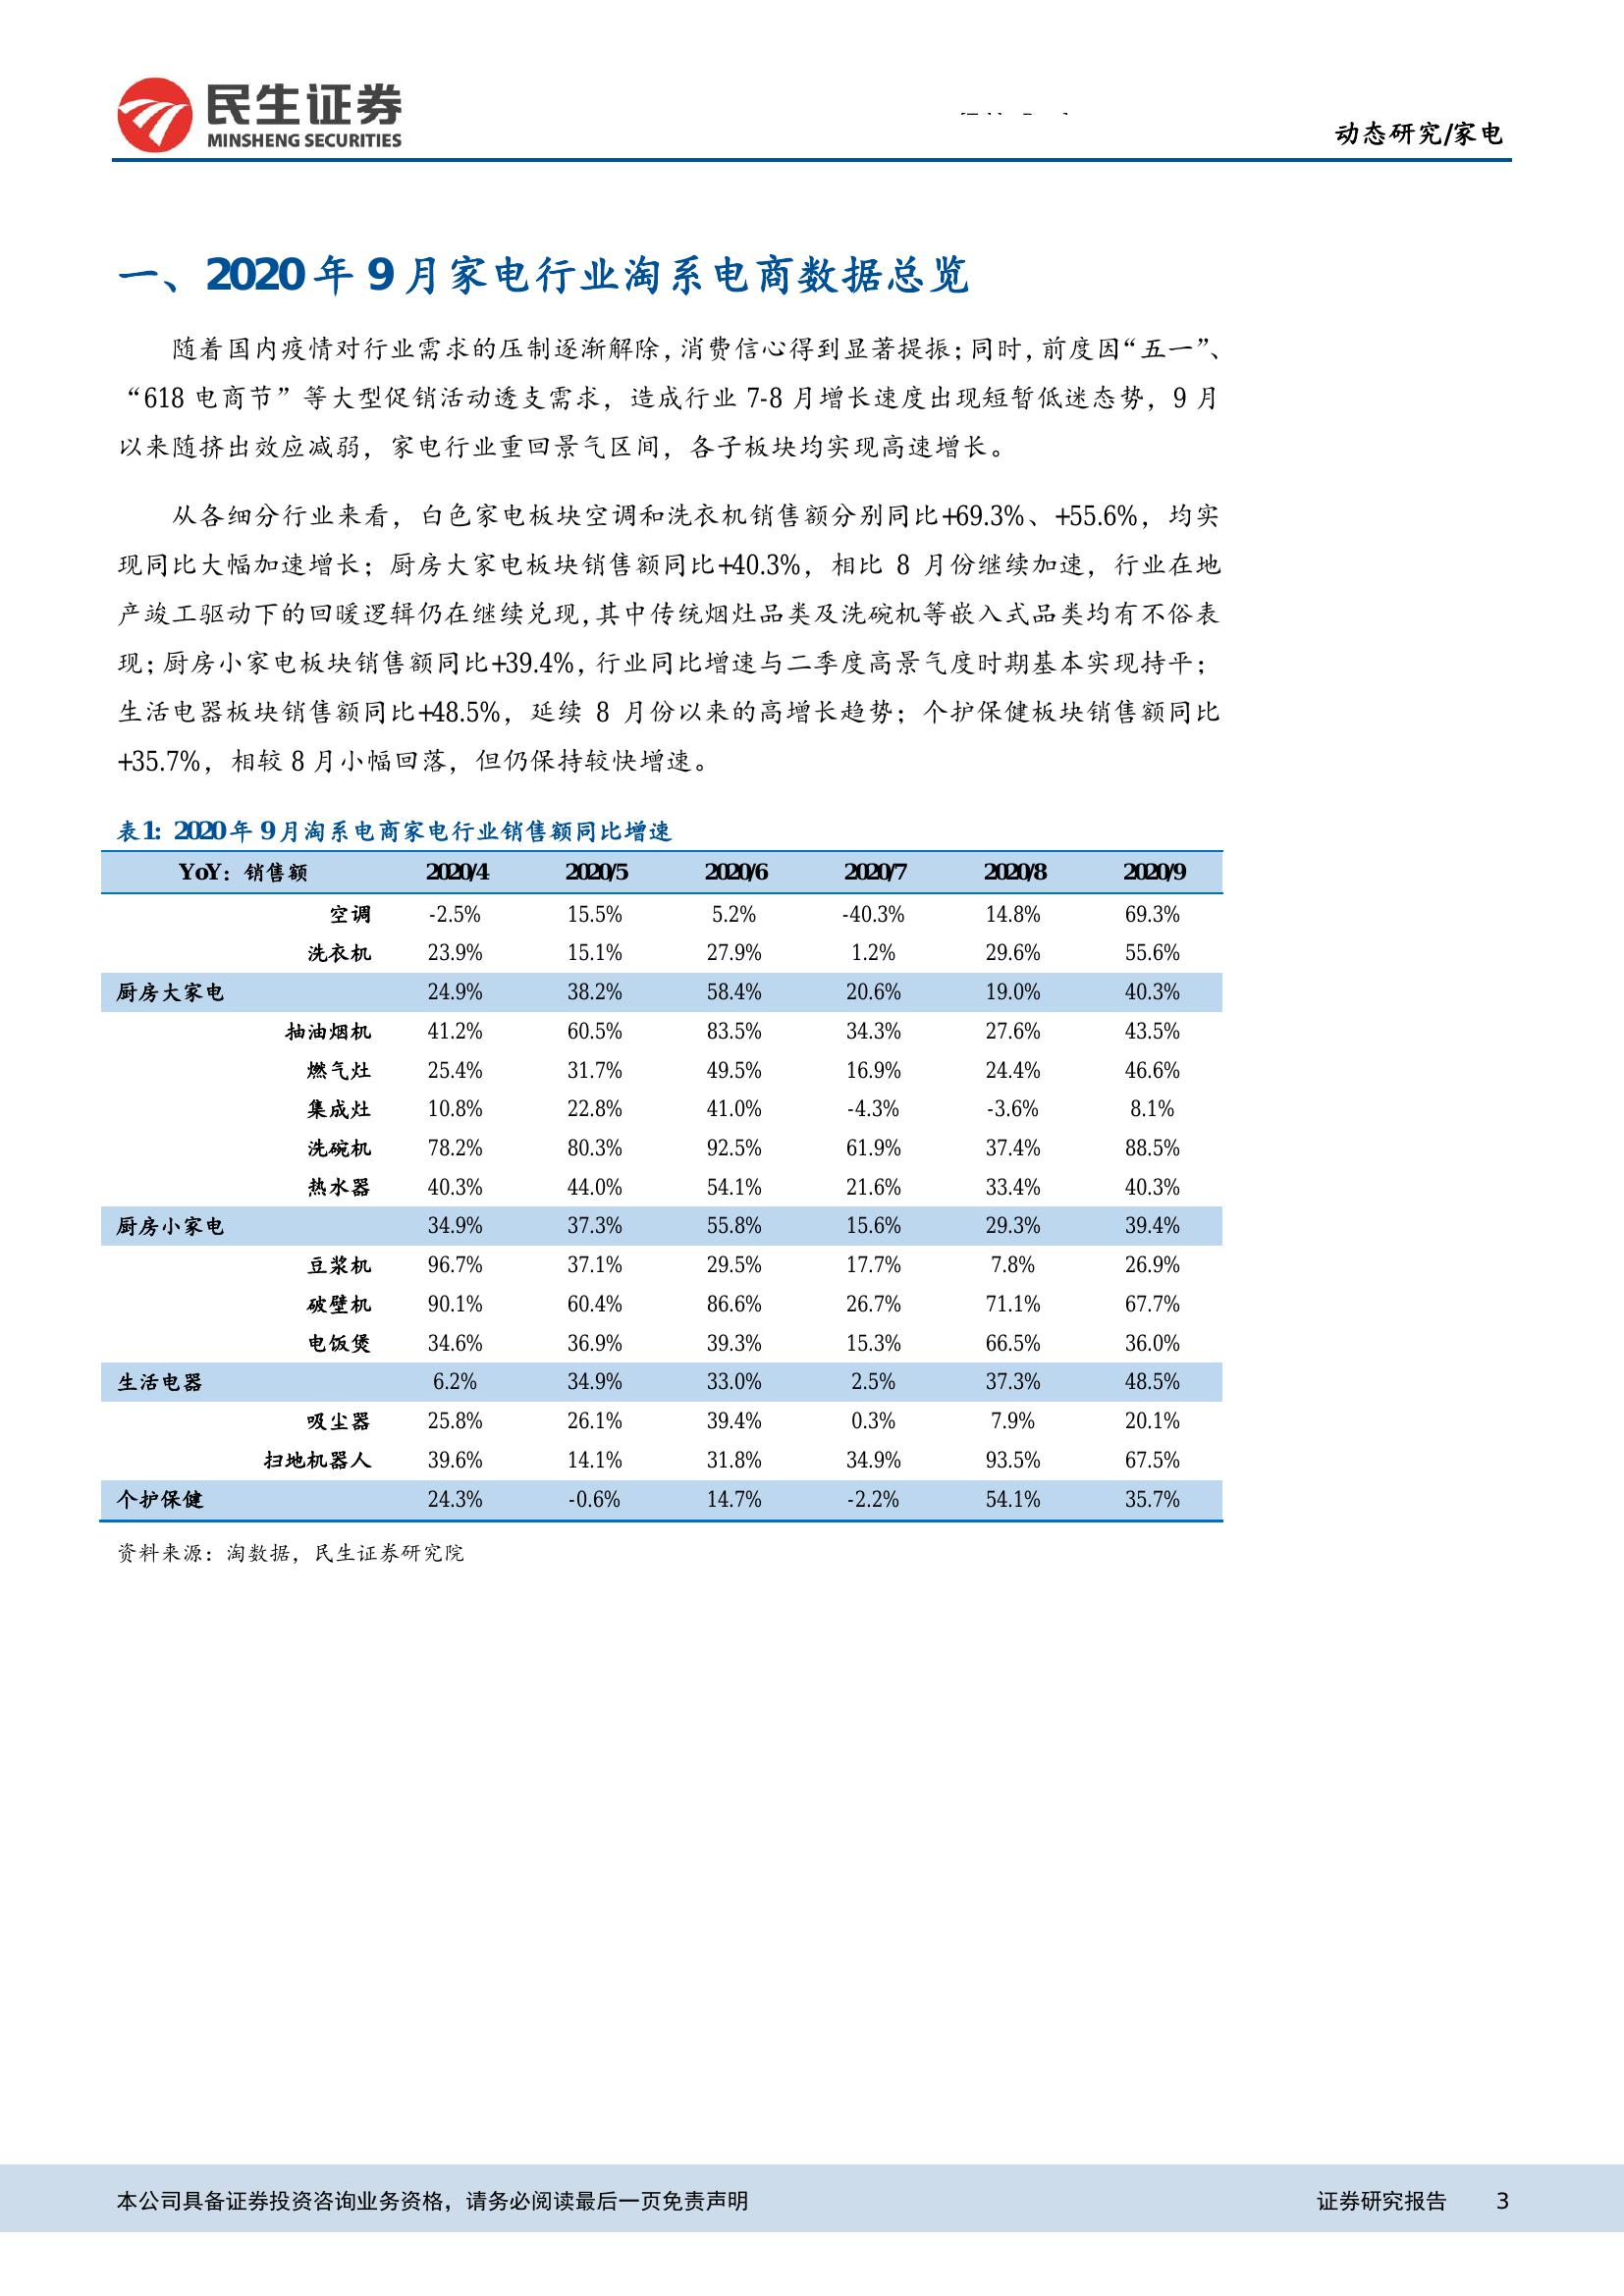 民生证券
MINSHENG SECURITIES
动态研究/家电
一、2020 年 9 月家电行业淘系电商数据总览
随着国内疫情对行业需求的压制逐渐解除，消费信心得到显著提振；同时，前度因“五一”、
“618 电商节”等大型促销活动透支需求，造成行业 7-8 月增长速度出现短暂低迷态势，9 月
以来随挤出效应减弱，家电行业重回景气区间，各子板块均实现高速增长。
从各细分行业来看，白色家电板块空调和洗衣机销售额分别同比+69.3%、+55.6%，均实
现同比大幅加速增长；厨房大家电板块销售额同比+40.3%，相比 8 月份继续加速，行业在地
产竣工驱动下的回暖逻辑仍在继续兑现，其中传统烟灶品类及洗碗机等嵌入式品类均有不俗表
现；厨房小家电板块销售额同比+39.4%，行业同比增速与二季度高景气度时期基本实现持平；
生活电器板块销售额同比+48.5%，延续 8 月份以来的高增长趋势；个护保健板块销售额同比
+35.7%，相较 8 月小幅回落，但仍保持较快增速。
表1: 2020年 9月淘系电商家电行业销售额同比增速
YoY：销售额 2020/4 2020/5 2020/6 2020/7 2020/8 2020/9
空调 -2.5% 15.5% 5.2% -40.3% 14.8% 69.3%
洗衣机 23.9% 15.1% 27.9% 1.2% 29.6% 55.6%
厨房大家电 24.9% 38.2% 58.4% 20.6% 19.0% 40.3%
抽油烟机 41.2% 60.5% 83.5% 34.3% 27.6% 43.5%
燃气灶 25.4% 31.7% 49.5% 16.9% 24.4% 46.6%
集成灶 10.8% 22.8% 41.0% -4.3% -3.6% 8.1%
洗碗机 78.2% 80.3% 92.5% 61.9% 37.4% 88.5%
热水器 40.3% 44.0% 54.1% 21.6% 33.4% 40.3%
厨房小家电 34.9% 37.3% 55.8% 15.6% 29.3% 39.4%
豆浆机 96.7% 37.1% 29.5% 17.7% 7.8% 26.9%
破壁机 90.1% 60.4% 86.6% 26.7% 71.1% 67.7%
电饭煲 34.6% 36.9% 39.3% 15.3% 66.5% 36.0%
生活电器 6.2% 34.9% 33.0% 2.5% 37.3% 48.5%
吸尘器 25.8% 26.1% 39.4% 0.3% 7.9% 20.1%
扫地机器人 39.6% 14.1% 31.8% 34.9% 93.5% 67.5%
个护保健 24.3% -0.6% 14.7% -2.2% 54.1% 35.7%
资料来源：淘数据，民生证券研究院
本公司具备证券投资咨询业务资格，请务必阅读最后一页免责声明 证券研究报告 3